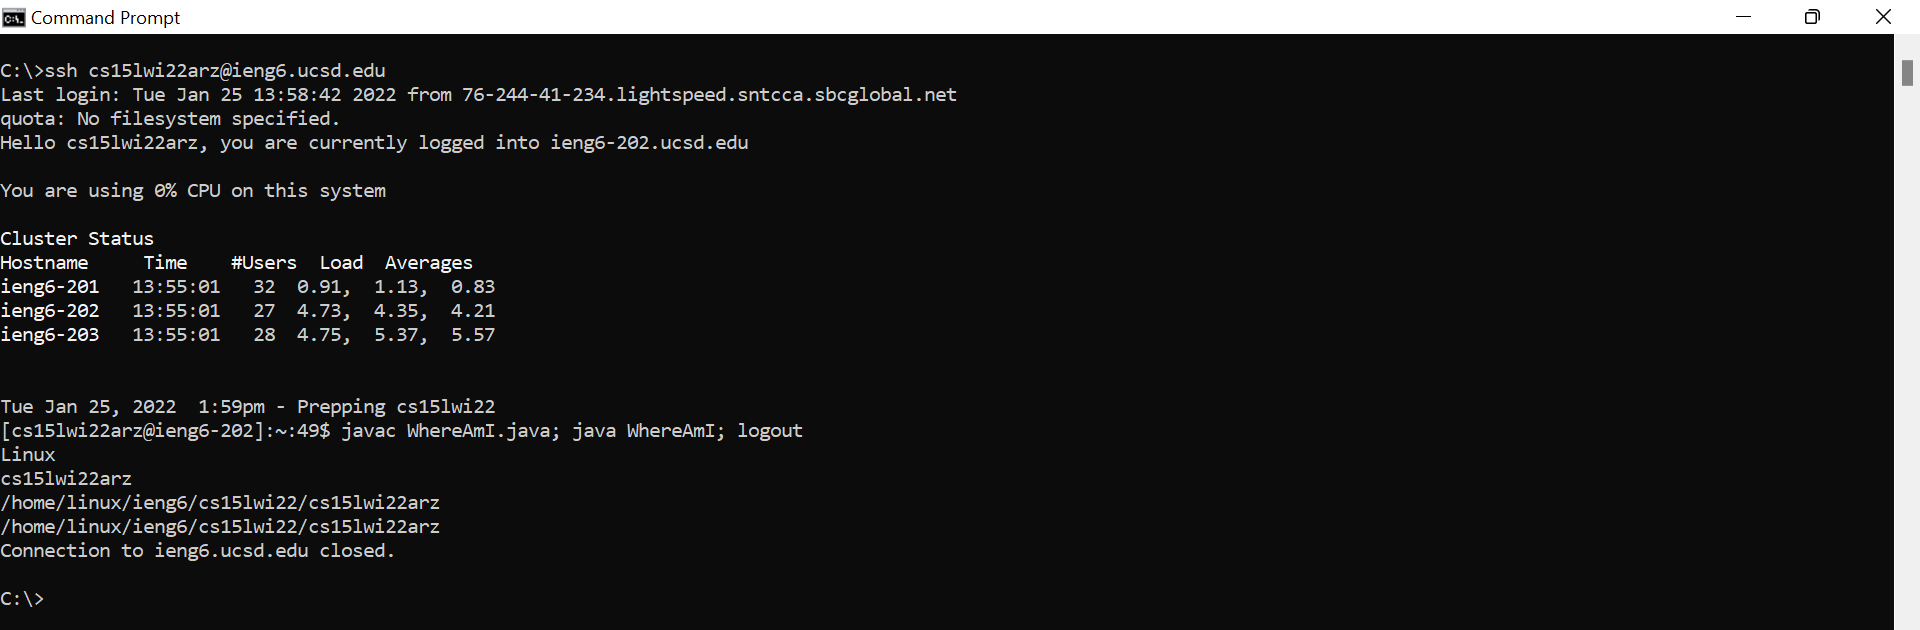 Command Prompt
C:\>ssh cs15lwi22arz@ieng6.ucsd.edu
Last login: Tue Jan 25 13:58:42 2022 from 76-244-41-234.lightspeed.sntcca.sbcglobal.net
quota: No filesystem specified.
Hello cs15lwi22arz, you are currently logged into ieng6-202.ucsd.edu
You are using 0% CPU on this system
Cluster Status
Hostname     Time    #Users  Load  Averages
ieng6-201   13:55:01   32  0.91,  1.13,  0.83
ieng6-202   13:55:01   27  4.73,  4.35,  4.21
ieng6-203   13:55:01   28  4.75,  5.37,  5.57
Tue Jan 25, 2022  1:59pm - Prepping cs15lwi22
[cs15lwi22arz@ieng6-202]:~:49$ javac WhereAmI.java; java WhereAmI; logout
Linux
cs15lwi22arz
/home/linux/ieng6/cs15lwi22/cs15lwi22arz
/home/linux/ieng6/cs15lwi22/cs15lwi22arz
Connection to ieng6.ucsd.edu closed.
C:\>